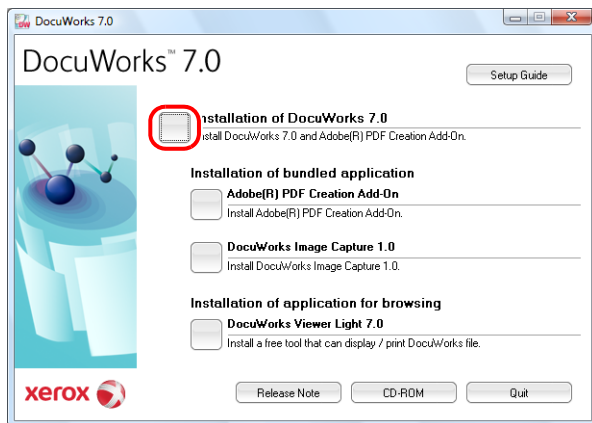 DocuWorks 7.0
DocuWorks™ 7.0
Setup Guide
Installation of DocuWorks 7.0
Install DocuWorks 7.0 and Adobe(R) PDF Creation Add-On.
Installation of bundled application
Adobe(R) PDF Creation Add-On
Install Adobe(R) PDF Creation Add-On.
DocuWorks Image Capture 1.0
Install DocuWorks Image Capture 1.0.
Installation of application for browsing
DocuWorks Viewer Light 7.0
Install a free tool that can display / print DocuWorks file.
xerox
Release Note
CD-ROM
Quit